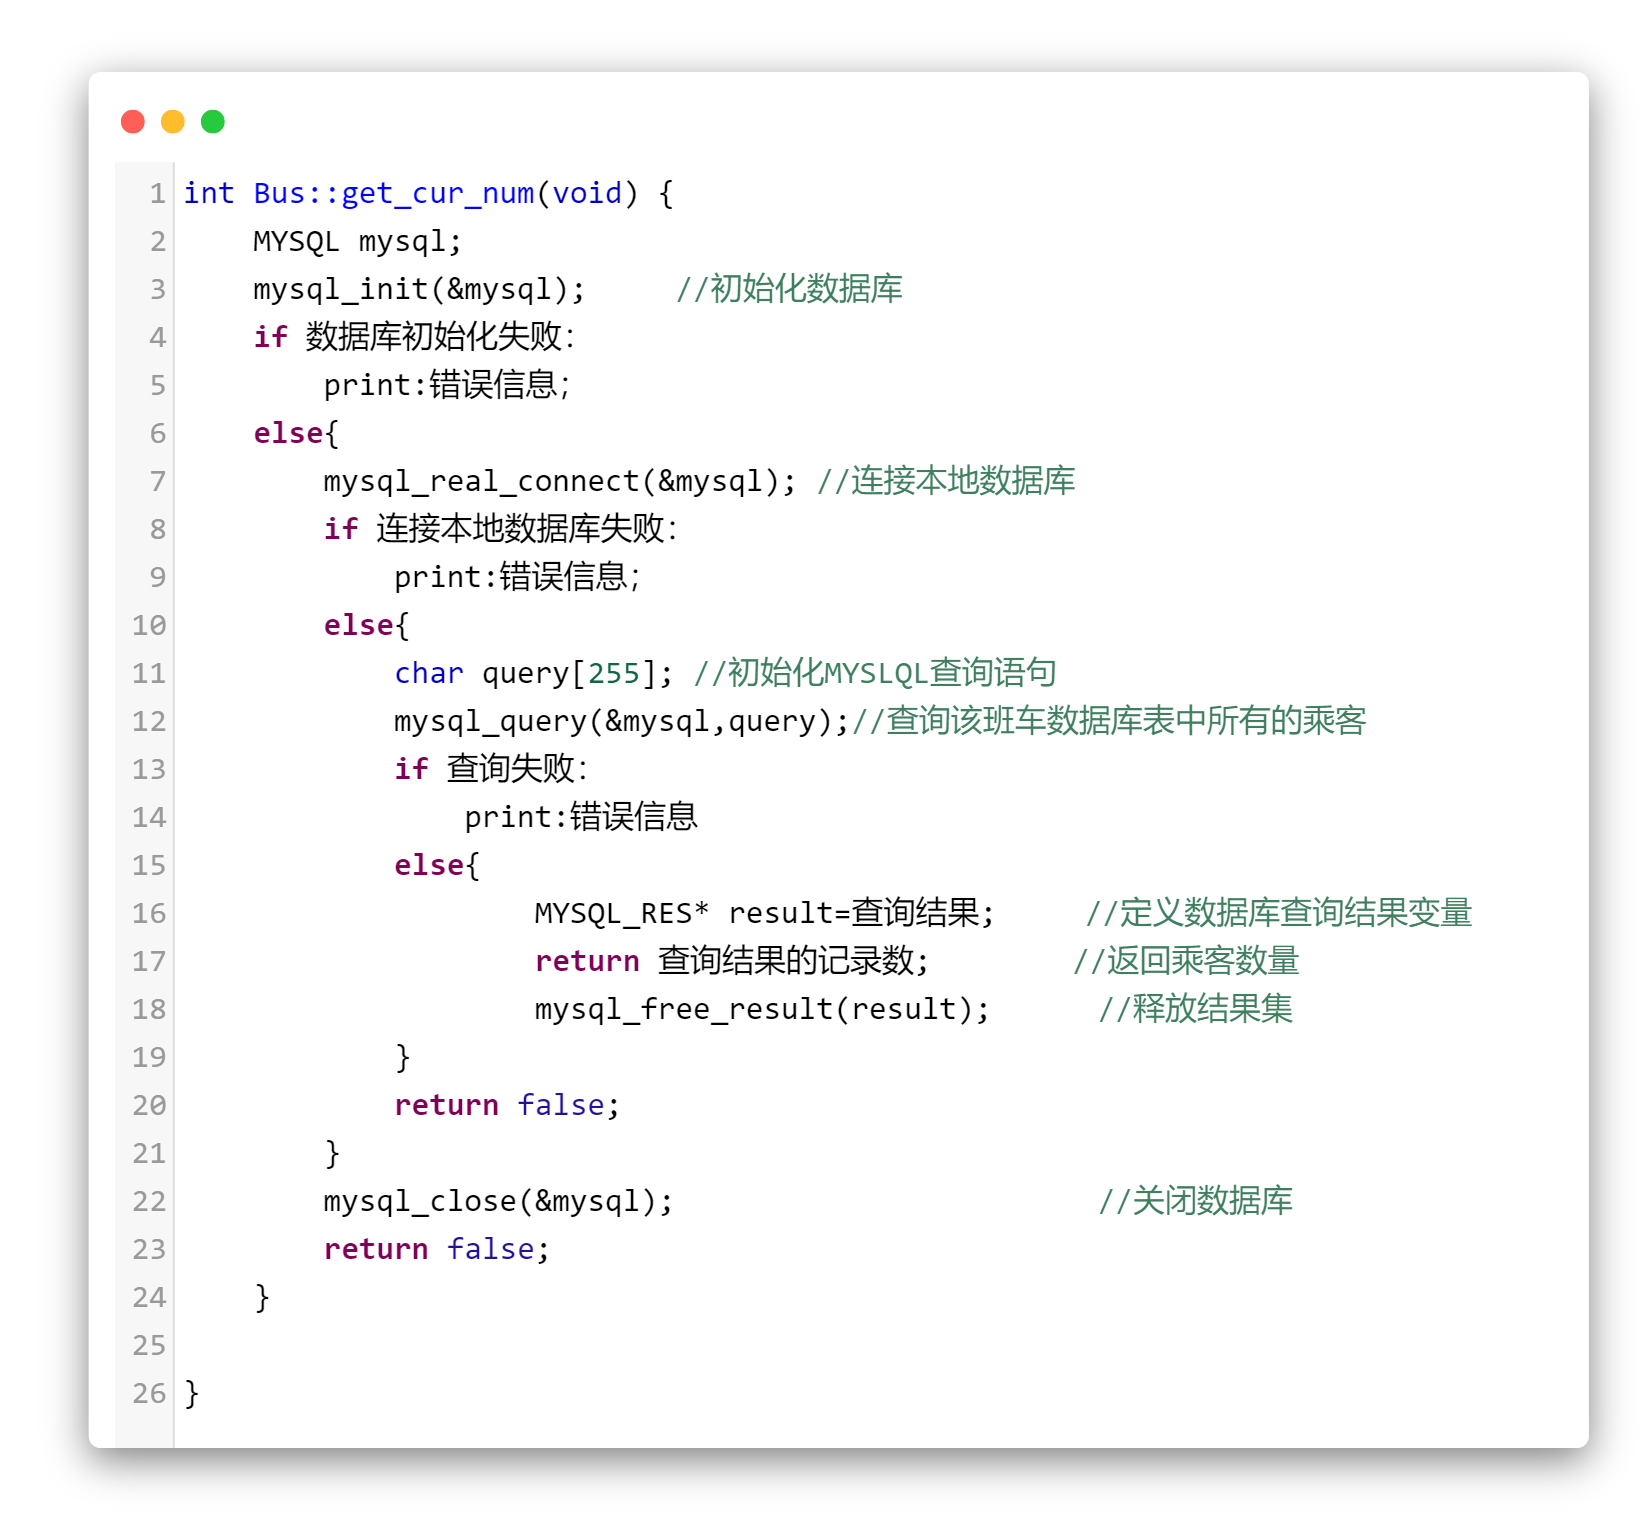 1 int Bus::get_cur_num(void) {
2     MYSQL mysql;
3     mysql_init(&mysql);     //初始化数据库
4     if 数据库初始化失败:
5         print:错误信息;
6     else{
7         mysql_real_connect(&mysql); //连接本地数据库
8         if 连接本地数据库失败:
9             print:错误信息;
10         else{
11             char query[255]; //初始化MYSLQL查询语句
12             mysql_query(&mysql,query);//查询该班车数据库表中所有的乘客
13             if 查询失败:
14                 print:错误信息
15             else{
16                     MYSQL_RES* result=查询结果;     //定义数据库查询结果变量
17                     return 查询结果的记录数;        //返回乘客数量
18                     mysql_free_result(result);      //释放结果集
19             }
20             return false;
21         }
22         mysql_close(&mysql);                        //关闭数据库
23         return false;
24     }
25
26 }